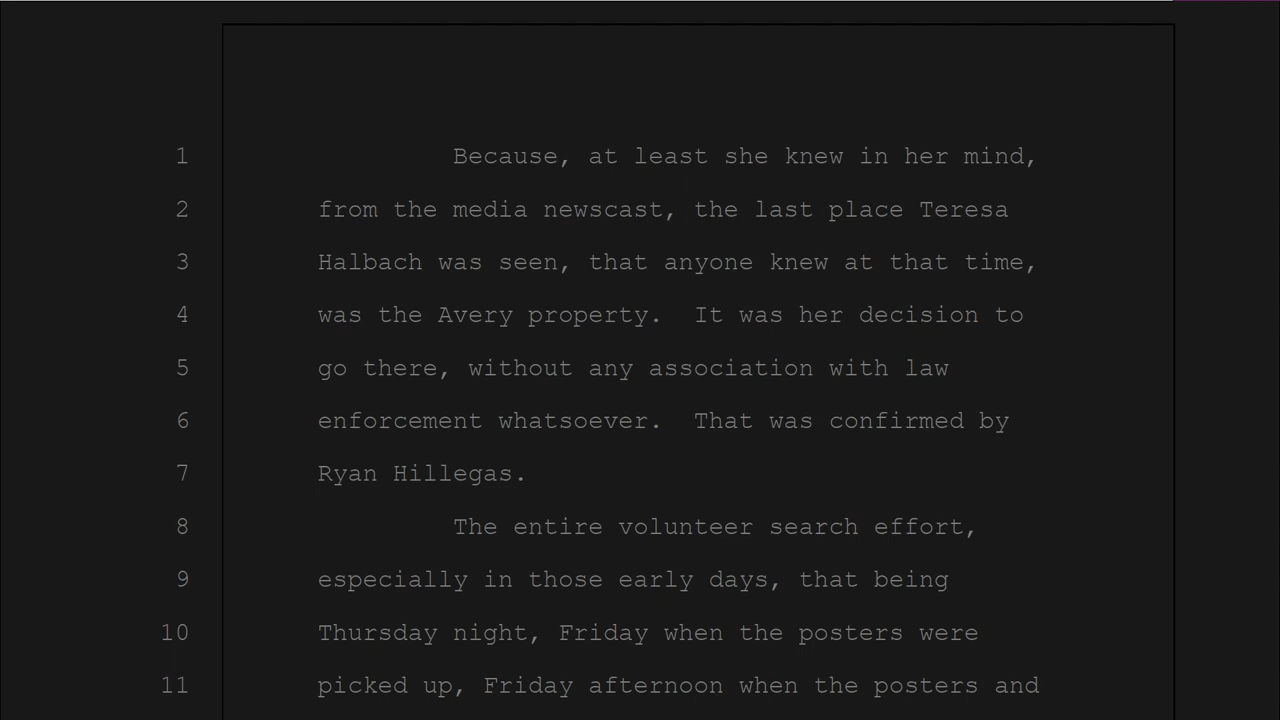 1 Because, at least she knew in her mind,
2 from the media newscast, the last place Teresa
3 Halbach was seen, that anyone knew at that time,
4 was the Avery property.  It was her decision to
5 go there, without any association with law
6 enforcement whatsoever.  That was confirmed by
7 Ryan Hillegas.
8 The entire volunteer search effort,
9 especially in those early days, that being
10 Thursday night, Friday when the posters were
11 picked up, Friday afternoon when the posters and